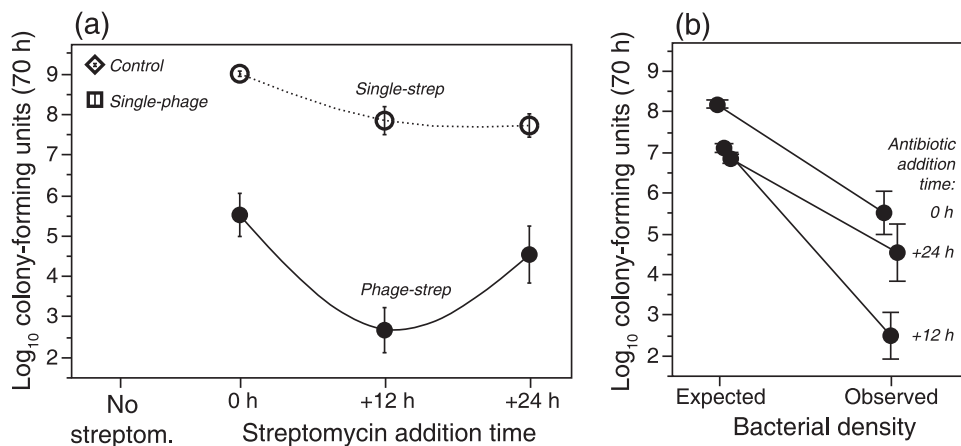 (a)
Log10 colony-forming units (70 h)
9
8
7
6
5
4
3
2
Control
Single-phage
Single-strep
Phage-strep
No
streptom.
0 h
+12 h
+24 h
Streptomycin addition time
(b)
Log10 colony-forming units (70 h)
9
8
7
6
5
4
3
2
Antibiotic
addition
time:
0 h
+24 h
+12 h
Expected
Observed
Bacterial density